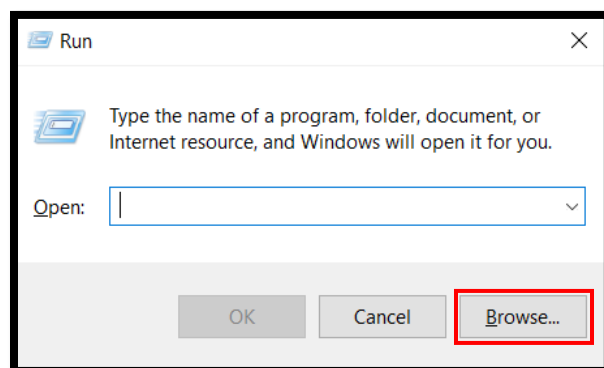 Run
Type the name of a program, folder, document, or
Internet resource, and Windows will open it for you.
Open:
OK Cancel Browse...